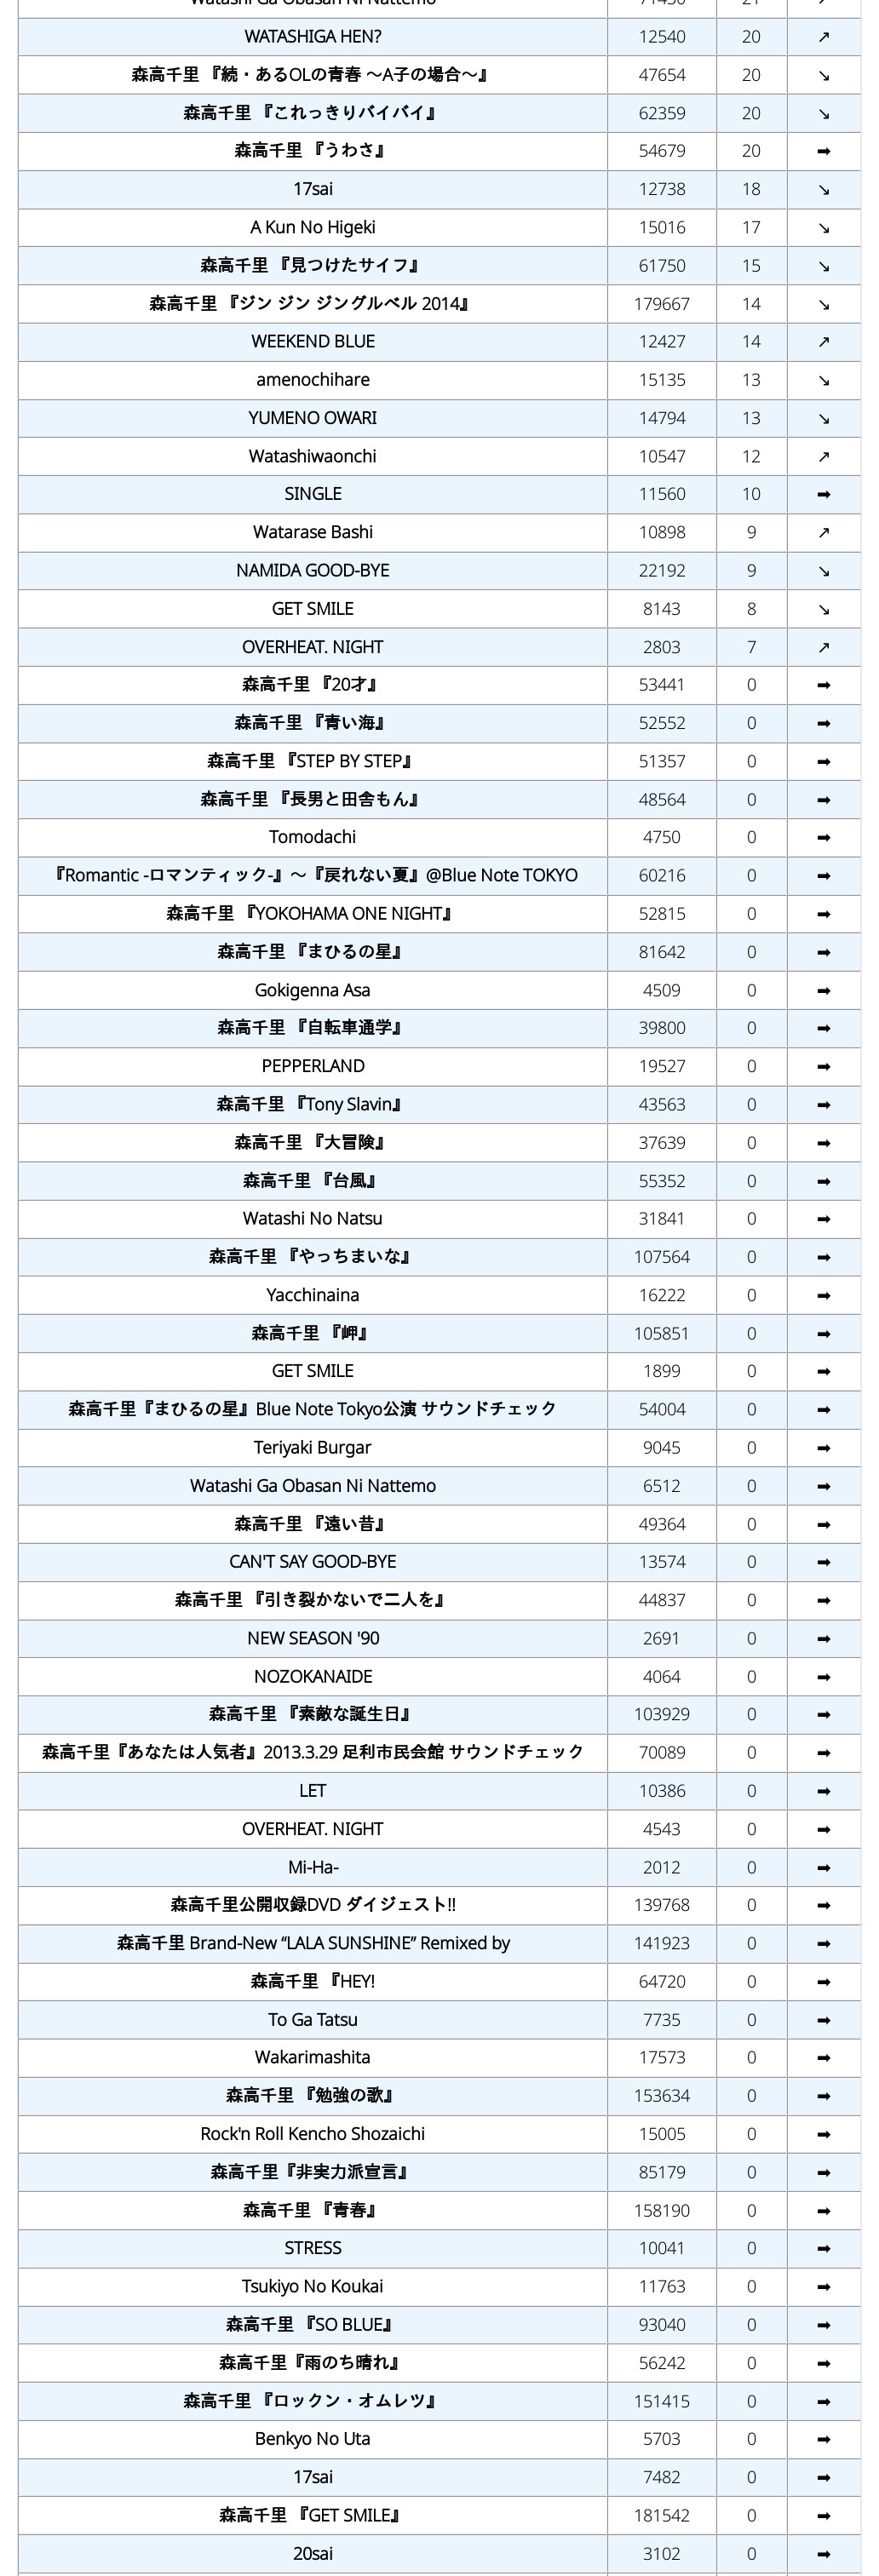 Watashi Ga Obasan Ni Nattemo 71450 21 ↗
WATASHIGA HEN? 12540 20 ↗
森高千里 『続・あるOLの青春 ～A子の場合～』 47654 20 ↘
森高千里 『これっきりバイバイ』 62359 20 ↘
森高千里 『うわさ』 54679 20 ➡
17sai 12738 18 ↘
A Kun No Higeki 15016 17 ↘
森高千里 『見つけたサイフ』 61750 15 ↘
森高千里 『ジン ジン ジングルベル 2014』 179667 14 ↘
WEEKEND BLUE 12427 14 ↗
amenochihare 15135 13 ↘
YUMENO OWARI 14794 13 ↘
Watashiwaonchi 10547 12 ↗
SINGLE 11560 10 ➡
Watarase Bashi 10898 9 ↗
NAMIDA GOOD-BYE 22192 9 ↘
GET SMILE 8143 8 ↘
OVERHEAT. NIGHT 2803 7 ↗
森高千里 『20才』 53441 0 ➡
森高千里 『青い海』 52552 0 ➡
森高千里 『STEP BY STEP』 51357 0 ➡
森高千里 『長男と田舎もん』 48564 0 ➡
Tomodachi 4750 0 ➡
『Romantic -ロマンティック-』～『戻れない夏』@Blue Note TOKYO 60216 0 ➡
森高千里 『YOKOHAMA ONE NIGHT』 52815 0 ➡
森高千里 『まひるの星』 81642 0 ➡
Gokigenna Asa 4509 0 ➡
森高千里 『自転車通学』 39800 0 ➡
PEPPERLAND 19527 0 ➡
森高千里 『Tony Slavin』 43563 0 ➡
森高千里 『大冒険』 37639 0 ➡
森高千里 『台風』 55352 0 ➡
Watashi No Natsu 31841 0 ➡
森高千里 『やっちまいな』 107564 0 ➡
Yacchinaina 16222 0 ➡
森高千里 『岬』 105851 0 ➡
GET SMILE 1899 0 ➡
森高千里『まひるの星』Blue Note Tokyo公演 サウンドチェック 54004 0 ➡
Teriyaki Burgar 9045 0 ➡
Watashi Ga Obasan Ni Nattemo 6512 0 ➡
森高千里 『遠い昔』 49364 0 ➡
CAN'T SAY GOOD-BYE 13574 0 ➡
森高千里 『引き裂かないで二人を』 44837 0 ➡
NEW SEASON '90 2691 0 ➡
NOZOKANAIDE 4064 0 ➡
森高千里 『素敵な誕生日』 103929 0 ➡
森高千里『あなたは人気者』2013.3.29 足利市民会館 サウンドチェック 70089 0 ➡
LET 10386 0 ➡
OVERHEAT. NIGHT 4543 0 ➡
Mi-Ha- 2012 0 ➡
森高千里公開収録DVD ダイジェスト!! 139768 0 ➡
森高千里 Brand-New “LALA SUNSHINE” Remixed by 141923 0 ➡
森高千里 『HEY! 64720 0 ➡
To Ga Tatsu 7735 0 ➡
Wakarimashita 17573 0 ➡
森高千里 『勉強の歌』 153634 0 ➡
Rock'n Roll Kencho Shozaichi 15005 0 ➡
森高千里『非実力派宣言』 85179 0 ➡
森高千里 『青春』 158190 0 ➡
STRESS 10041 0 ➡
Tsukiyo No Koukai 11763 0 ➡
森高千里 『SO BLUE』 93040 0 ➡
森高千里『雨のち晴れ』 56242 0 ➡
森高千里 『ロックン・オムレツ』 151415 0 ➡
Benkyo No Uta 5703 0 ➡
17sai 7482 0 ➡
森高千里 『GET SMILE』 181542 0 ➡
20sai 3102 0 ➡